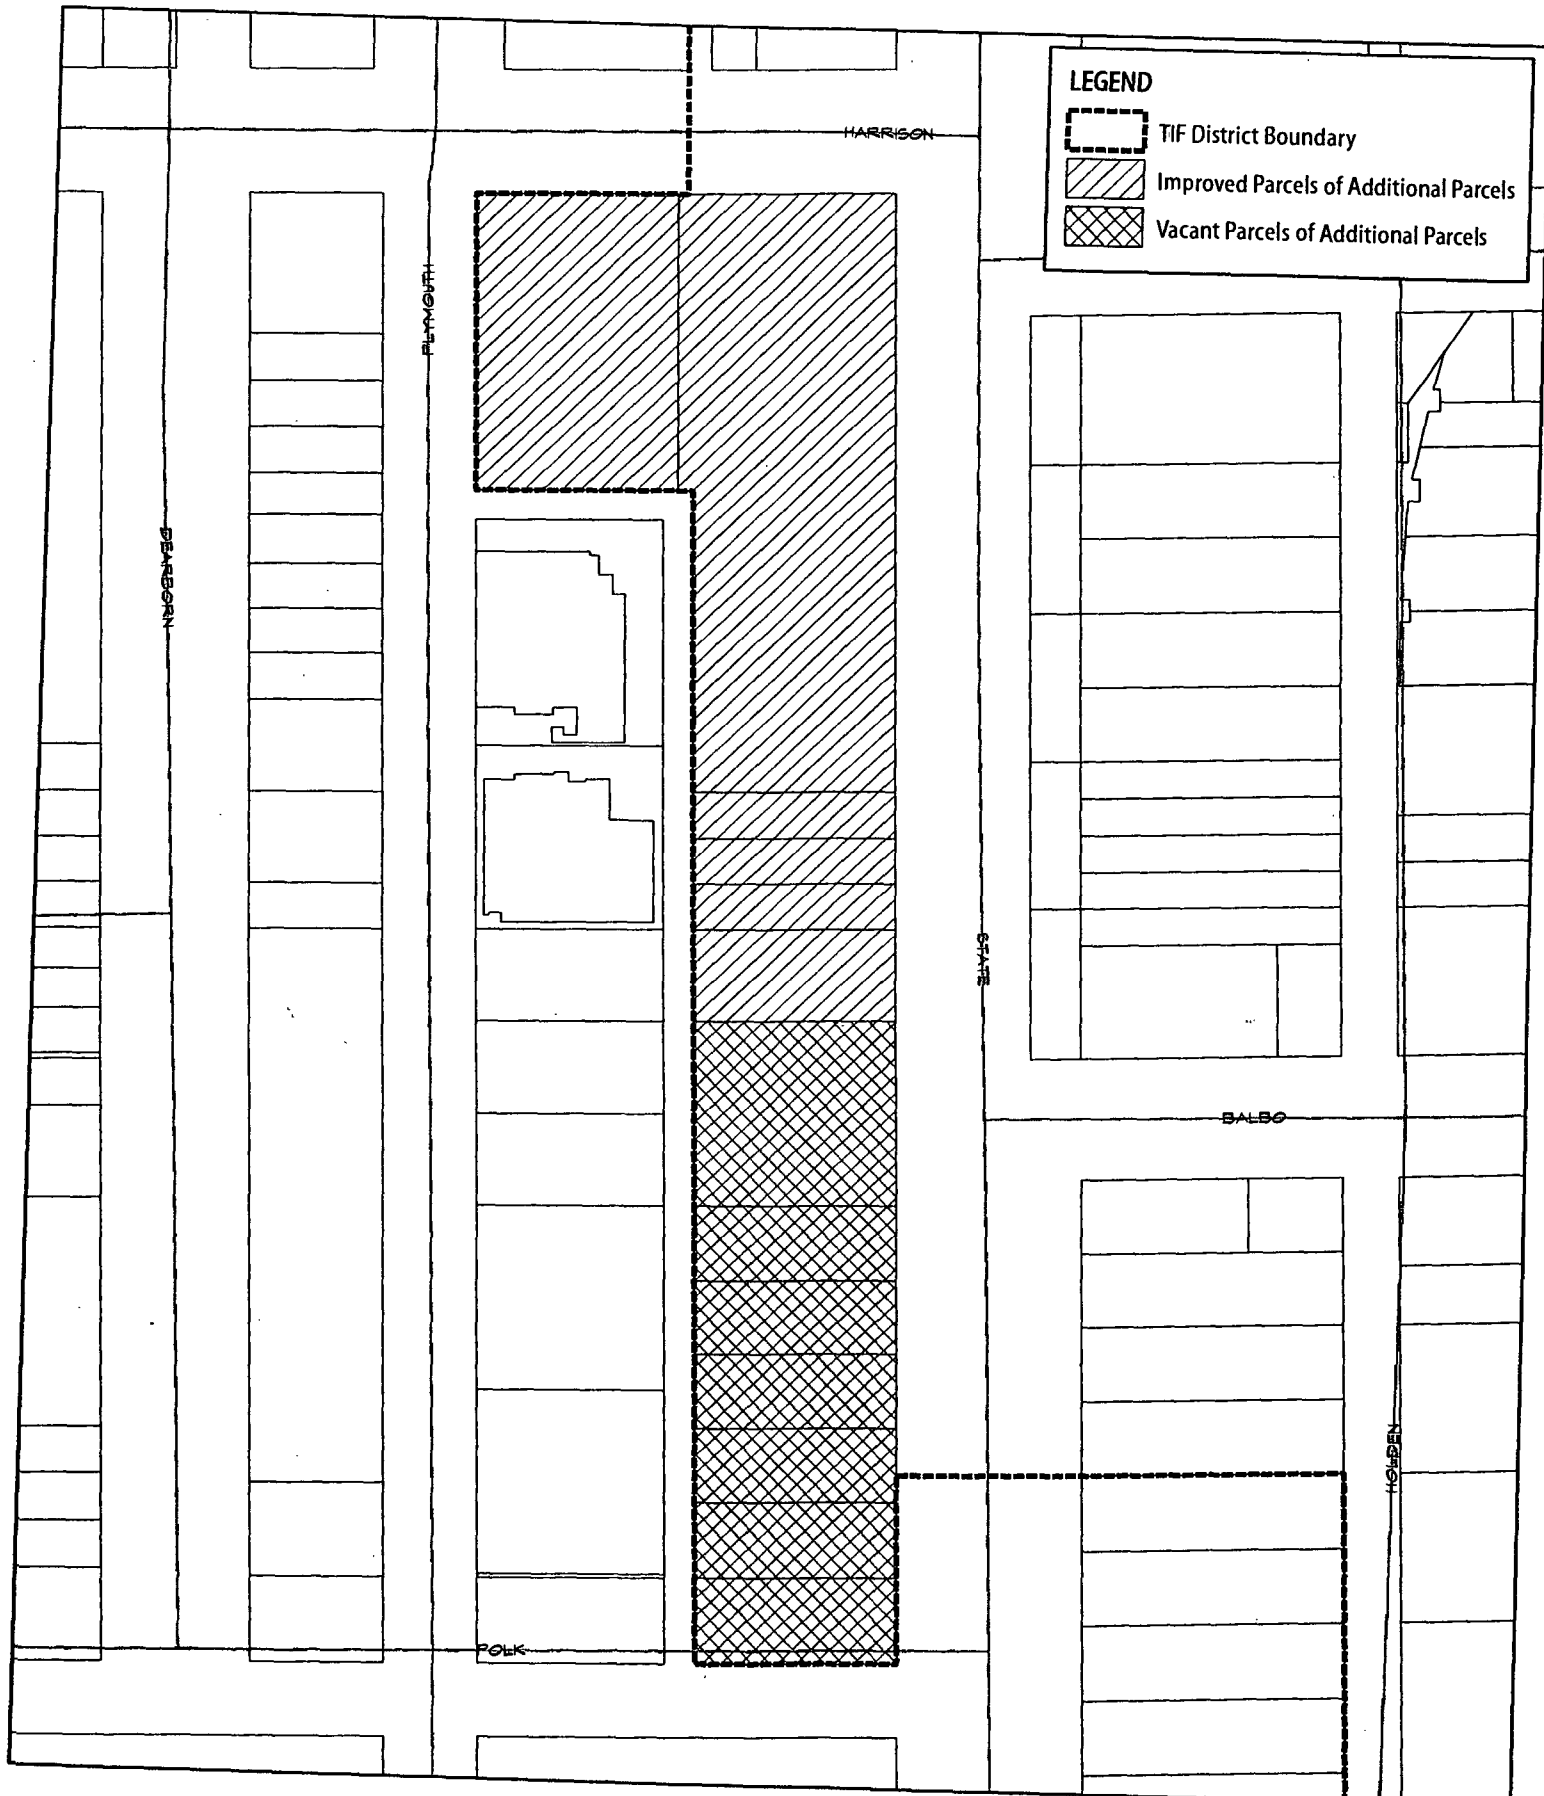 LEGEND
TIF District Boundary
Improved Parcels of Additional Parcels
Vacant Parcels of Additional Parcels
HARRISON
PLYMOUTH
DEARBORN
STATE
BALBO
HOLDEN
POLK